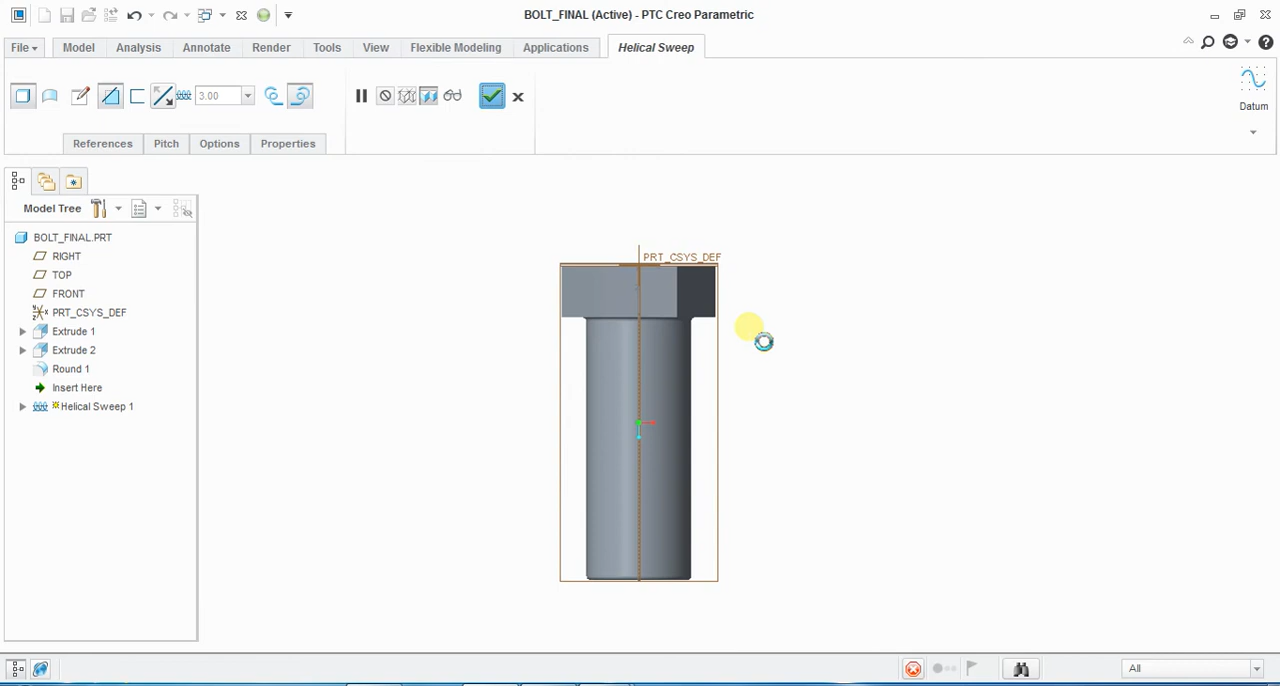 BOLT_FINAL (Active) - PTC Creo Parametric
File
Model
Analysis
Annotate
Render
Tools
View
Flexible Modeling
Applications
Helical Sweep
3.00
Datum
References
Pitch
Options
Properties
Model Tree
BOLT_FINAL.PRT
RIGHT
TOP
FRONT
PRT_CSYS_DEF
Extrude 1
Extrude 2
Round 1
Insert Here
Helical Sweep 1
PRT_CSYS_DEF
All